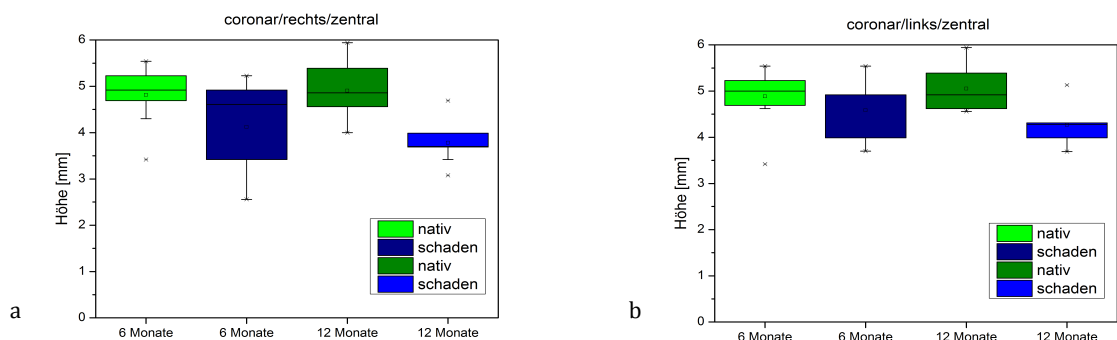 coronar/rechts/zentral
6
5
4
3
2
1
0
Höhe [mm]
nativ
schaden
nativ
schaden
6 Monate 6 Monate 12 Monate 12 Monate
a
coronar/links/zentral
6
5
4
3
2
1
0
Höhe [mm]
nativ
schaden
nativ
schaden
6 Monate 6 Monate 12 Monate 12 Monate
b